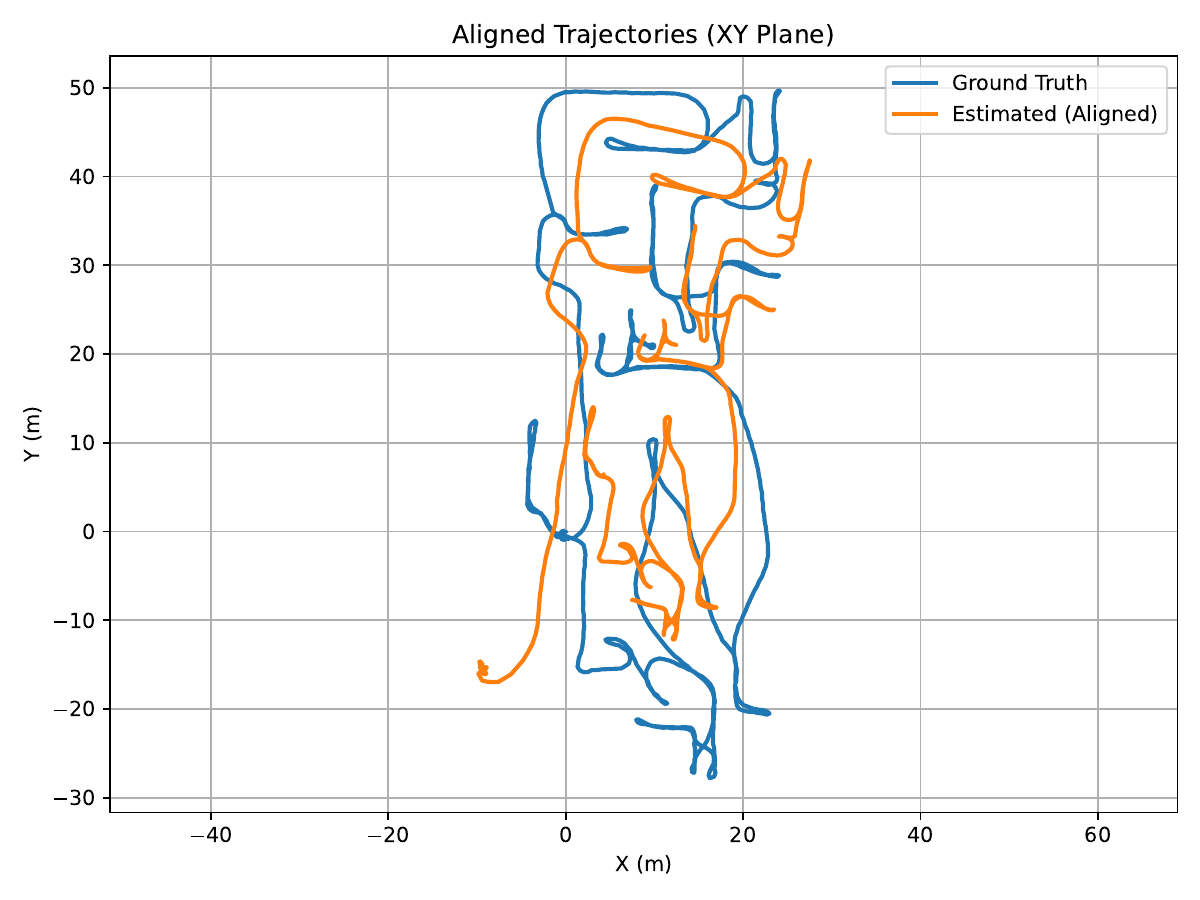 Aligned Trajectories (XY Plane)
Ground Truth
Estimated (Aligned)
50
40
30
20
10
0
−10
−20
−30
Y (m)
−40 −20 0 20 40 60
X (m)